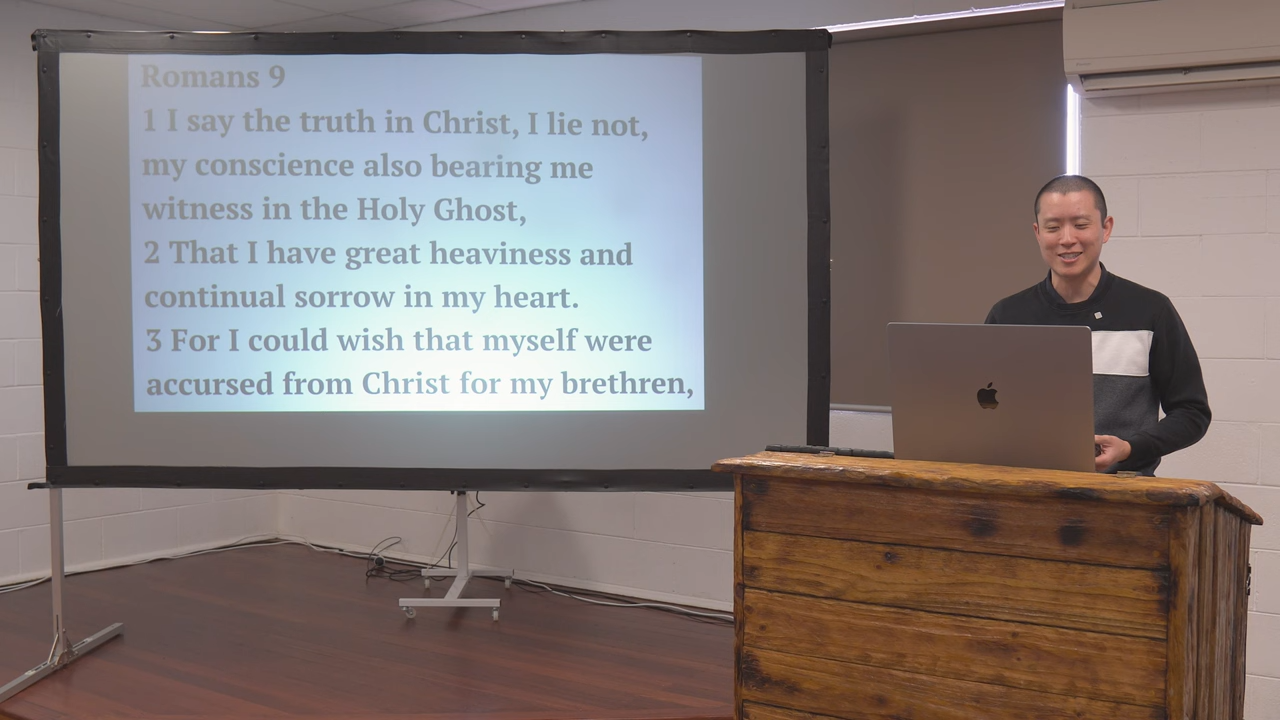 Romans 9
1 I say the truth in Christ, I lie not,
my conscience also bearing me
witness in the Holy Ghost,
2 That I have great heaviness and
continual sorrow in my heart.
3 For I could wish that myself were
accursed from Christ for my brethren,